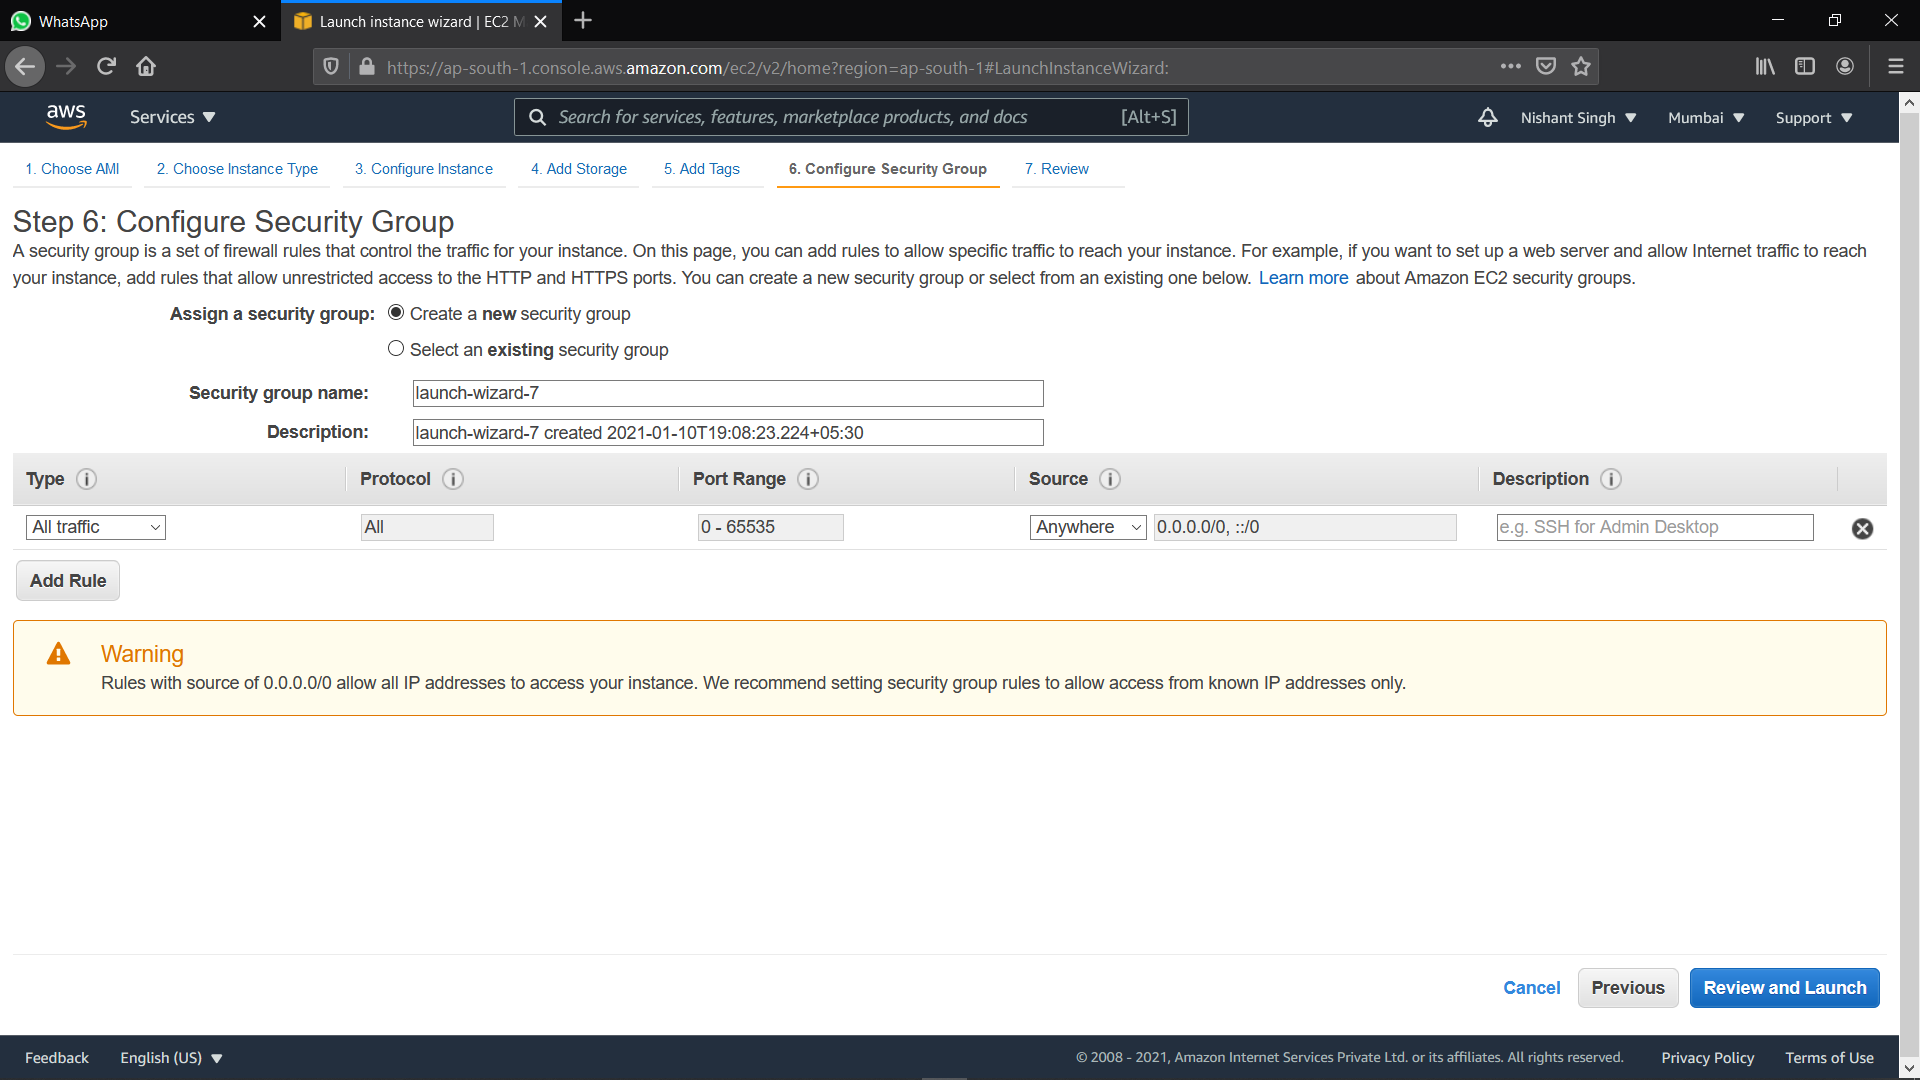 WhatsApp
Launch instance wizard | EC2 M
https://ap-south-1.console.aws.amazon.com/ec2/v2/home?region=ap-south-1#LaunchInstanceWizard:
aws Services Search for services, features, marketplace products, and docs [Alt+S] Nishant Singh Mumbai Support
1. Choose AMI 2. Choose Instance Type 3. Configure Instance 4. Add Storage 5. Add Tags 6. Configure Security Group 7. Review
Step 6: Configure Security Group
A security group is a set of firewall rules that control the traffic for your instance. On this page, you can add rules to allow specific traffic to reach your instance. For example, if you want to set up a web server and allow Internet traffic to reach
your instance, add rules that allow unrestricted access to the HTTP and HTTPS ports. You can create a new security group or select from an existing one below. Learn more about Amazon EC2 security groups.
Assign a security group: Create a new security group
Select an existing security group
Security group name: launch-wizard-7
Description: launch-wizard-7 created 2021-01-10T19:08:23.224+05:30
Type i Protocol i Port Range i Source i Description i
All traffic All 0 - 65535 Anywhere 0.0.0.0/0, ::/0 e.g. SSH for Admin Desktop
Add Rule
Warning
Rules with source of 0.0.0.0/0 allow all IP addresses to access your instance. We recommend setting security group rules to allow access from known IP addresses only.
Cancel Previous Review and Launch
Feedback English (US) © 2008 - 2021, Amazon Internet Services Private Ltd. or its affiliates. All rights reserved. Privacy Policy Terms of Use